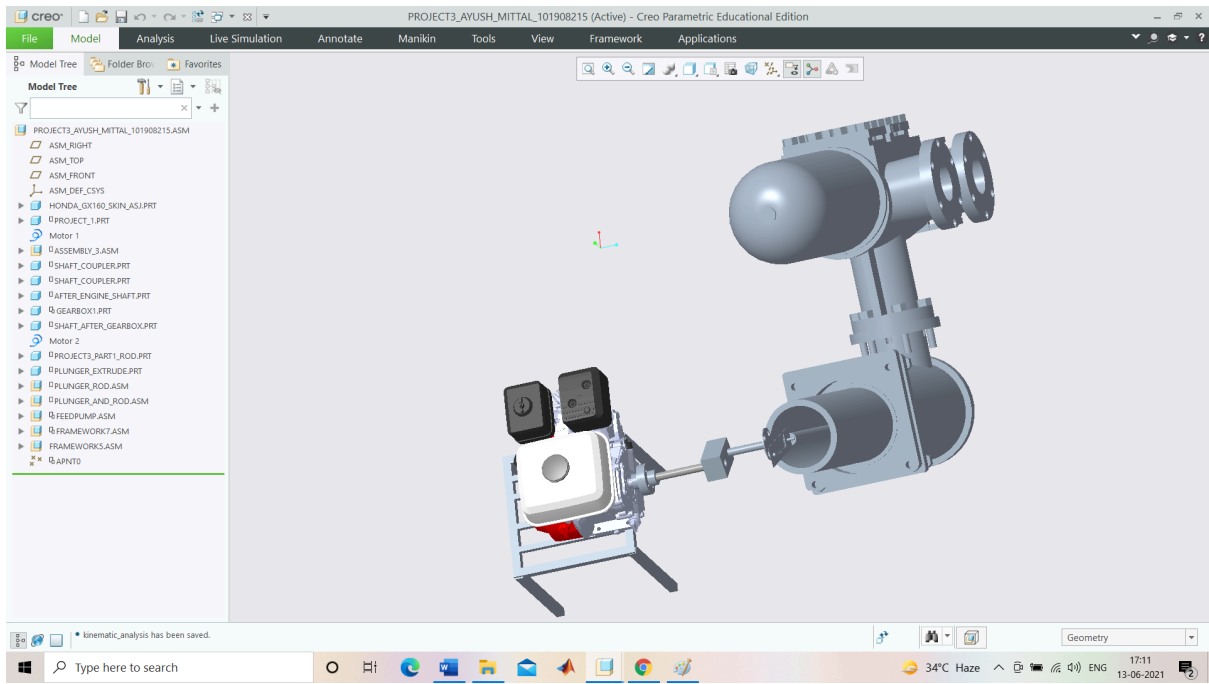 creo·
PROJECT3_AYUSH_MITTAL_101908215 (Active) - Creo Parametric Educational Edition
File Model Analysis Live Simulation Annotate Manikin Tools View Framework Applications
Model Tree Folder Bro Favorites
Model Tree
PROJECT3_AYUSH_MITTAL_101908215.ASM
ASM_RIGHT
ASM_TOP
ASM_FRONT
ASM_DEF_CSYS
HONDA_GX160_SKIN_ASJ.PRT
PROJECT_1.PRT
Motor 1
ASSEMBLY_3.ASM
SHAFT_COUPLER.PRT
SHAFT_COUPLER.PRT
AFTER_ENGINE_SHAFT.PRT
GEARBOX1.PRT
SHAFT_AFTER_GEARBOX.PRT
Motor 2
PROJECT3_PART1_ROD.PRT
PLUNGER_EXTRUDE.PRT
PLUNGER_ROD.ASM
PLUNGER_AND_ROD.ASM
FEEDPUMP.ASM
FRAMEWORK7.ASM
FRAMEWORK5.ASM
APNT0
• kinematic_analysis has been saved.
Geometry
Type here to search
34°C Haze
ENG
17:11
13-06-2021
2